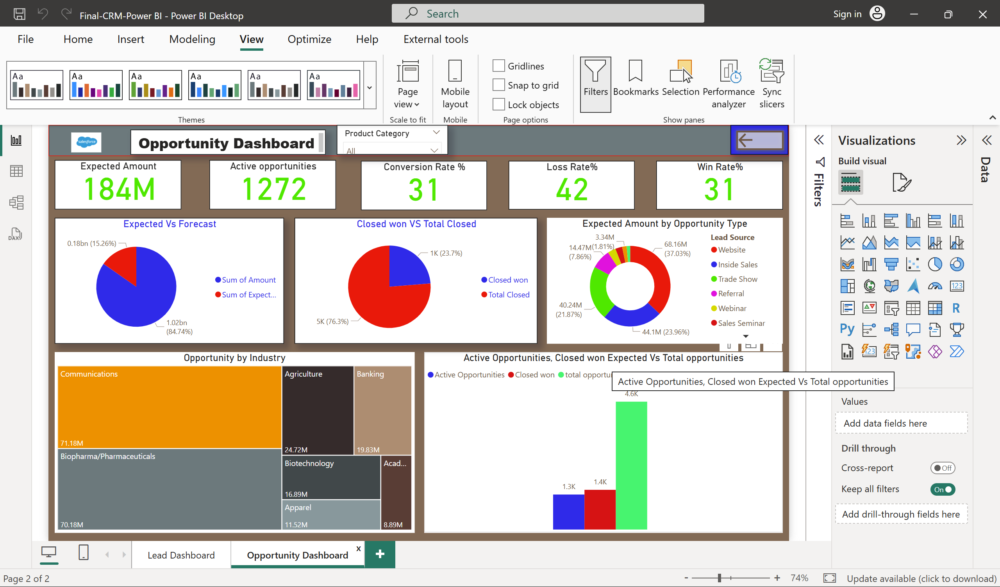 Final-CRM-Power BI - Power BI Desktop
Search
Sign in
File
Home
Insert
Modeling
View
Optimize
Help
External tools
Aa
Aa
Aa
Aa
Aa
Aa
Themes
Page
view
Scale to fit
Mobile
layout
Mobile
Gridlines
Snap to grid
Lock objects
Page options
Filters
Bookmarks
Selection
Performance
analyzer
Sync
slicers
Show panes
salesforce
Opportunity Dashboard
Product Category
All
Expected Amount
184M
Active opportunities
1272
Conversion Rate %
31
Loss Rate%
42
Win Rate%
31
Expected Vs Forecast
0.18bn (15.26%)
1.02bn
(84.74%)
Sum of Amount
Sum of Expect...
Closed won VS Total Closed
1K (23.7%)
5K (76.3%)
Closed won
Total Closed
Expected Amount by Opportunity Type
3.34M
(1.81%)
14.47M
(7.86%)
68.16M
(37.03%)
40.24M
(21.87%)
44.1M (23.96%)
Lead Source
Website
Inside Sales
Trade Show
Referral
Webinar
Sales Seminar
Opportunity by Industry
Communications
71.18M
Biopharma/Pharmaceuticals
70.18M
Agriculture
24.72M
Banking
19.83M
Biotechnology
16.89M
Apparel
11.52M
Acad...
8.89M
Active Opportunities, Closed won Expected Vs Total opportunities
Active Opportunities
Closed won
total opportu
Active Opportunities, Closed won Expected Vs Total opportunities
1.3K
1.4K
4.6K
Filters
Visualizations
Build visual
123
R
Py
123
Values
Add data fields here
Drill through
Cross-report
Off
Keep all filters
On
Add drill-through fields here
Data
DAX
Lead Dashboard
Opportunity Dashboard
x
+
Page 2 of 2
-
+
74%
Update available (click to download)